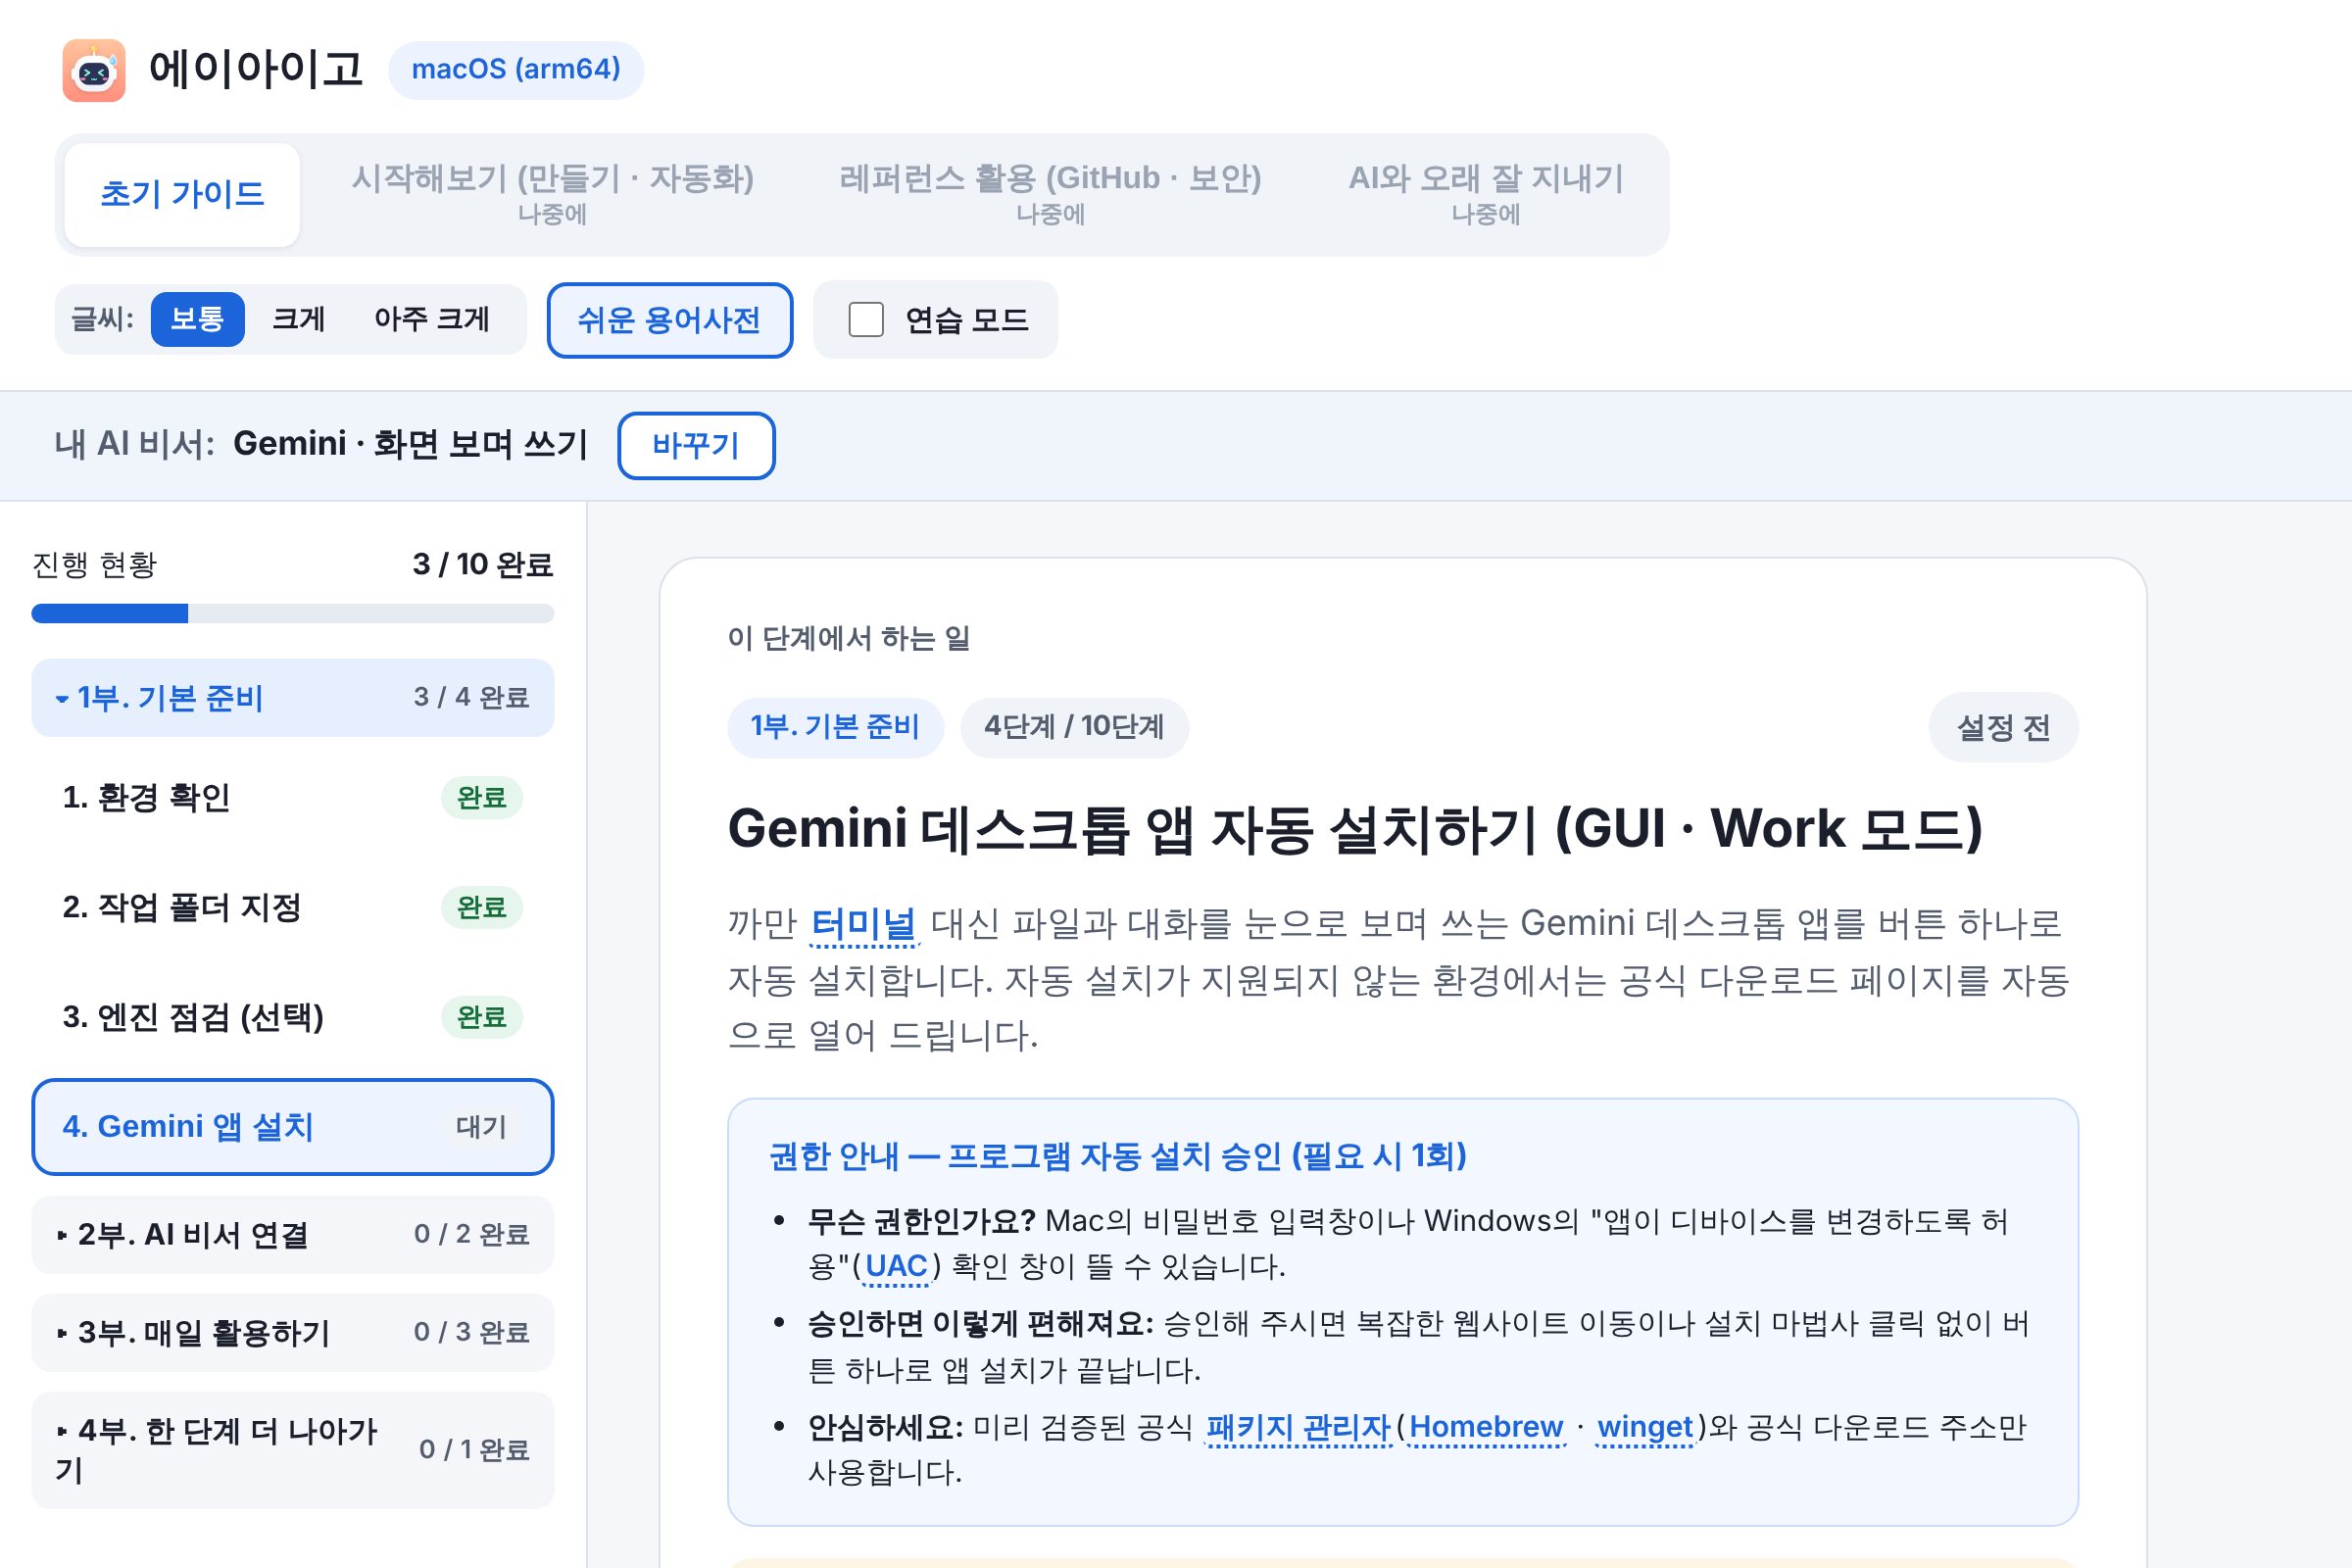 에이아이고
macOS (arm64)
초기 가이드
시작해보기 (만들기 · 자동화)
나중에
레퍼런스 활용 (GitHub · 보안)
나중에
AI와 오래 잘 지내기
나중에
글씨:
보통
크게
아주 크게
쉬운 용어사전
연습 모드
내 AI 비서: Gemini · 화면 보며 쓰기
바꾸기
진행 현황
3 / 10 완료
1부. 기본 준비
3 / 4 완료
1. 환경 확인
완료
2. 작업 폴더 지정
완료
3. 엔진 점검 (선택)
완료
4. Gemini 앱 설치
대기
2부. AI 비서 연결
0 / 2 완료
3부. 매일 활용하기
0 / 3 완료
4부. 한 단계 더 나아가
기
0 / 1 완료
이 단계에서 하는 일
1부. 기본 준비
4단계 / 10단계
설정 전
Gemini 데스크톱 앱 자동 설치하기 (GUI · Work 모드)
까만 터미널 대신 파일과 대화를 눈으로 보며 쓰는 Gemini 데스크톱 앱를 버튼 하나로
자동 설치합니다. 자동 설치가 지원되지 않는 환경에서는 공식 다운로드 페이지를 자동
으로 열어 드립니다.
권한 안내 — 프로그램 자동 설치 승인 (필요 시 1회)
• 무슨 권한인가요? Mac의 비밀번호 입력창이나 Windows의 "앱이 디바이스를 변경하도록 허
용"(UAC) 확인 창이 뜰 수 있습니다.
• 승인하면 이렇게 편해져요: 승인해 주시면 복잡한 웹사이트 이동이나 설치 마법사 클릭 없이 버
튼 하나로 앱 설치가 끝납니다.
• 안심하세요: 미리 검증된 공식 패키지 관리자(Homebrew · winget)와 공식 다운로드 주소만
사용합니다.